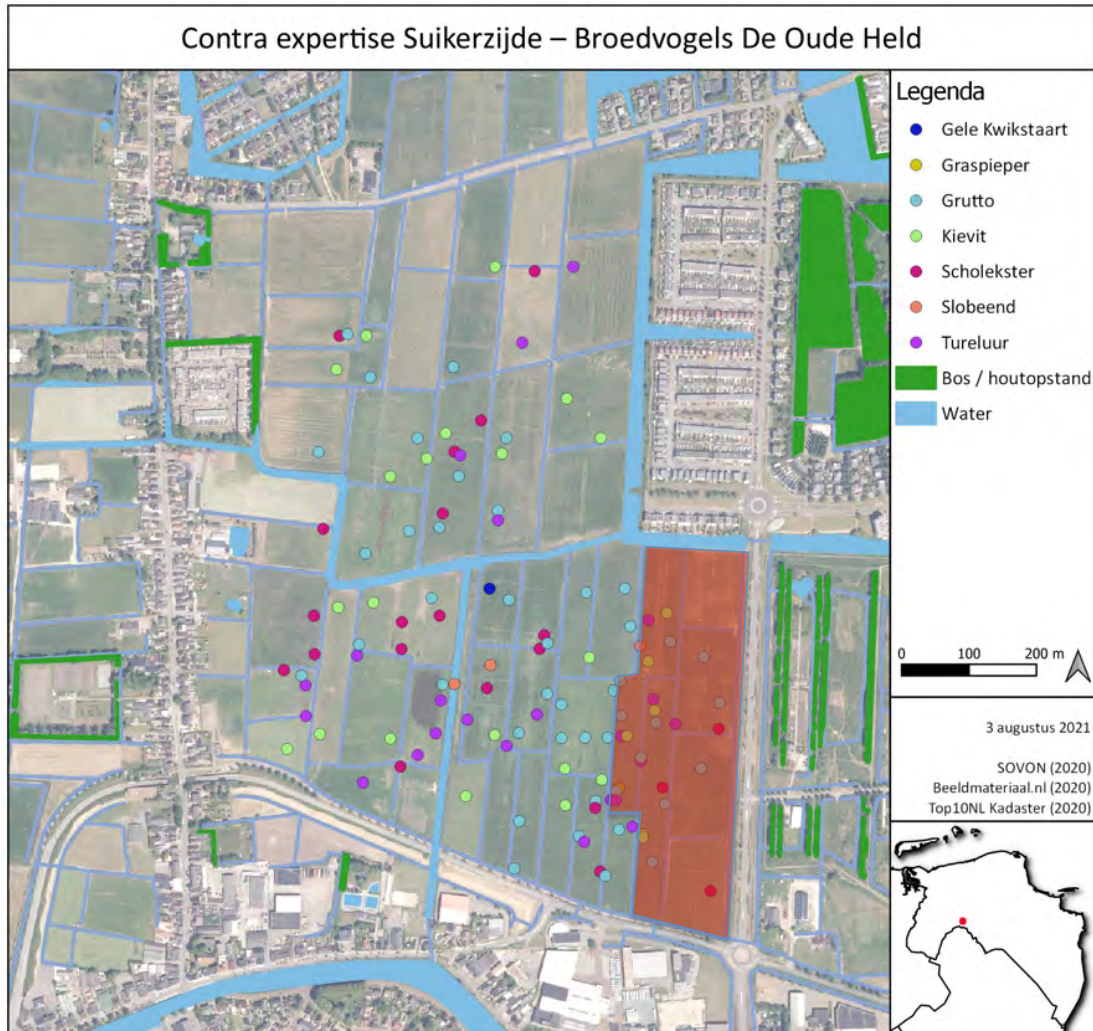 Contra expertise Suikerzijde – Broedvogels De Oude Held
Legenda
Gele Kwikstaart
Graspieper
Grutto
Kievit
Scholekster
Slobeend
Tureluur
Bos / houtopstand
Water
0 100 200 m
3 augustus 2021
SOVON (2020)
Beeldmateriaal.nl (2020)
Top10NL Kadaster (2020)